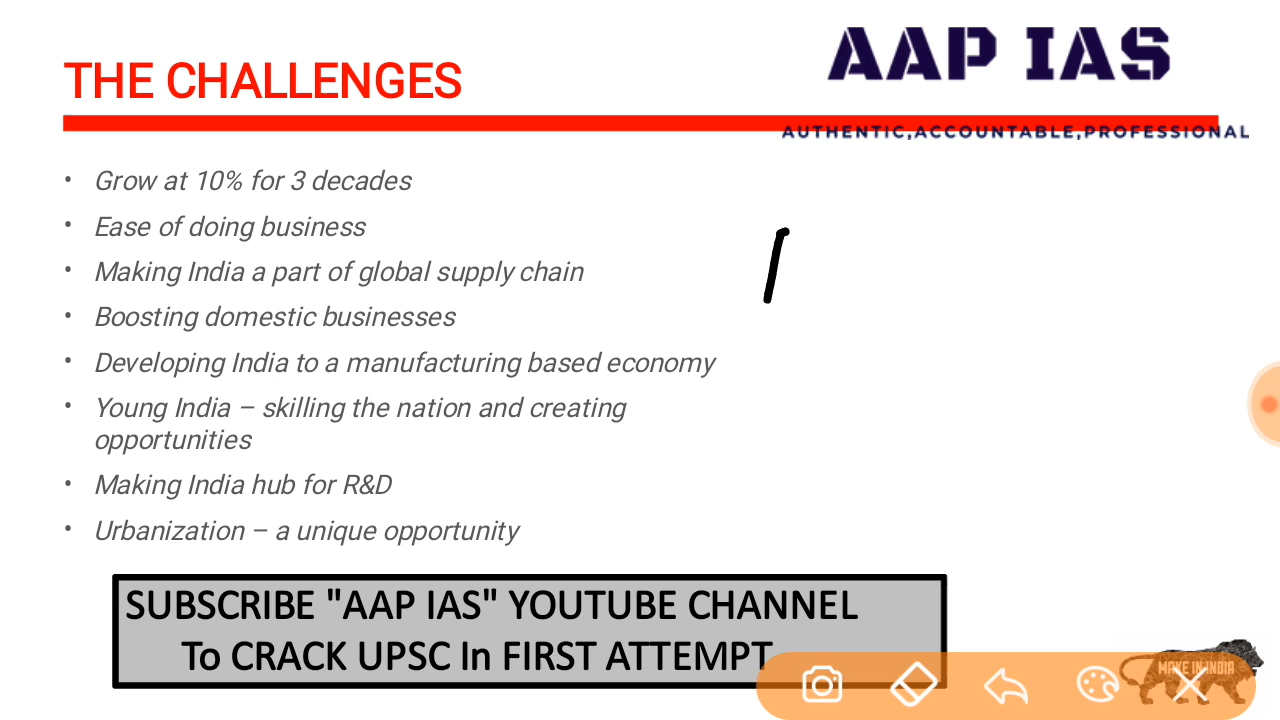 THE CHALLENGES
AAP IAS
AUTHENTIC,ACCOUNTABLE,PROFESSIONAL
• Grow at 10% for 3 decades
• Ease of doing business
• Making India a part of global supply chain
• Boosting domestic businesses
• Developing India to a manufacturing based economy
• Young India – skilling the nation and creating
opportunities
• Making India hub for R&D
• Urbanization – a unique opportunity
SUBSCRIBE "AAP IAS" YOUTUBE CHANNEL
To CRACK UPSC In FIRST ATTEMPT
MAKE IN INDIA